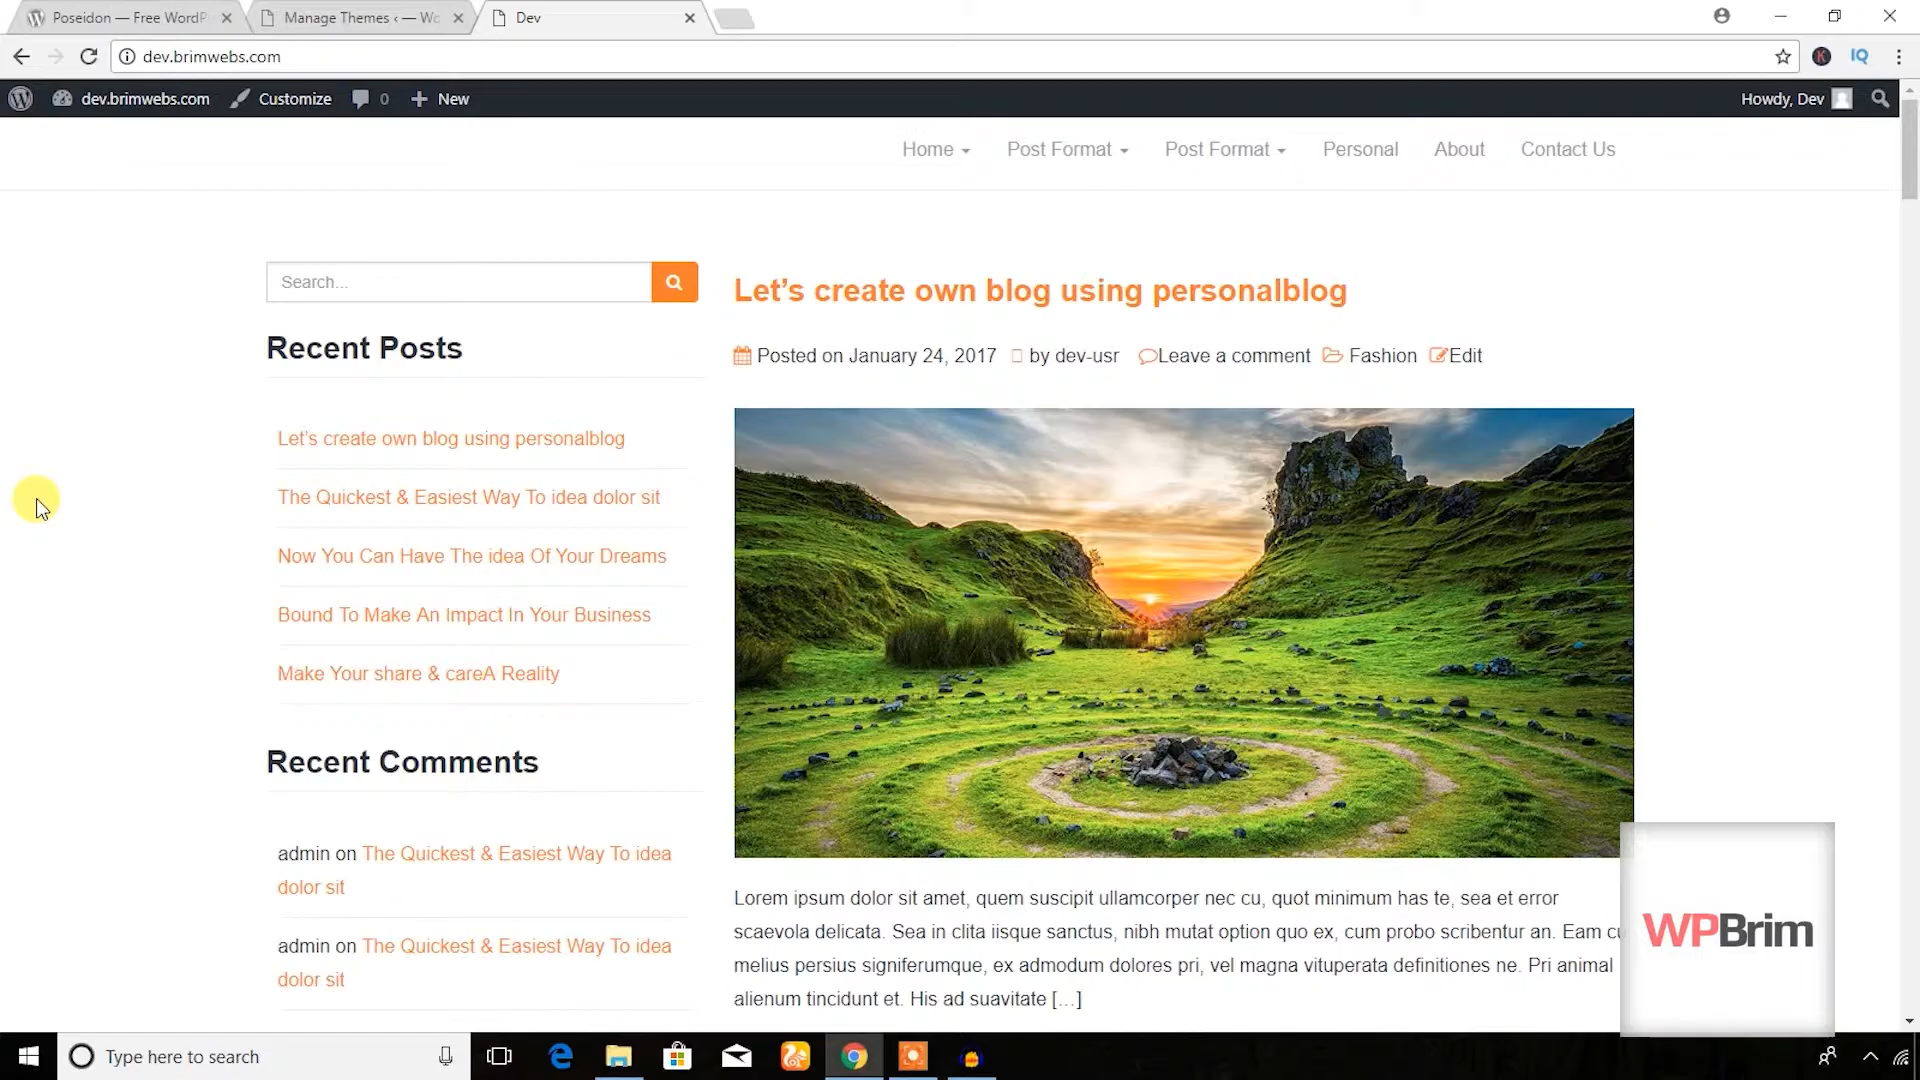 Poseidon — Free WordP
Manage Themes ‹ — Wo
Dev
dev.brimwebs.com
IQ
dev.brimwebs.com
Customize
0
New
Howdy, Dev
Home
Post Format
Post Format
Personal
About
Contact Us
Search...
Recent Posts
Let’s create own blog using personalblog
The Quickest & Easiest Way To idea dolor sit
Now You Can Have The idea Of Your Dreams
Bound To Make An Impact In Your Business
Make Your share & careA Reality
Recent Comments
admin on The Quickest & Easiest Way To idea
dolor sit
admin on The Quickest & Easiest Way To idea
dolor sit
Let’s create own blog using personalblog
Posted on January 24, 2017 by dev-usr Leave a comment Fashion Edit
Lorem ipsum dolor sit amet, quem suscipit ullamcorper nec cu, quot minimum has te, sea et error
scaevola delicata. Sea in clita iisque sanctus, nibh mutat option quo ex, cum probo scribentur an. Eam cu
melius persius signiferumque, ex admodum dolores pri, vel magna vituperata definitiones ne. Pri animal
alienum tincidunt et. His ad suavitate […]
WPBrim
Type here to search